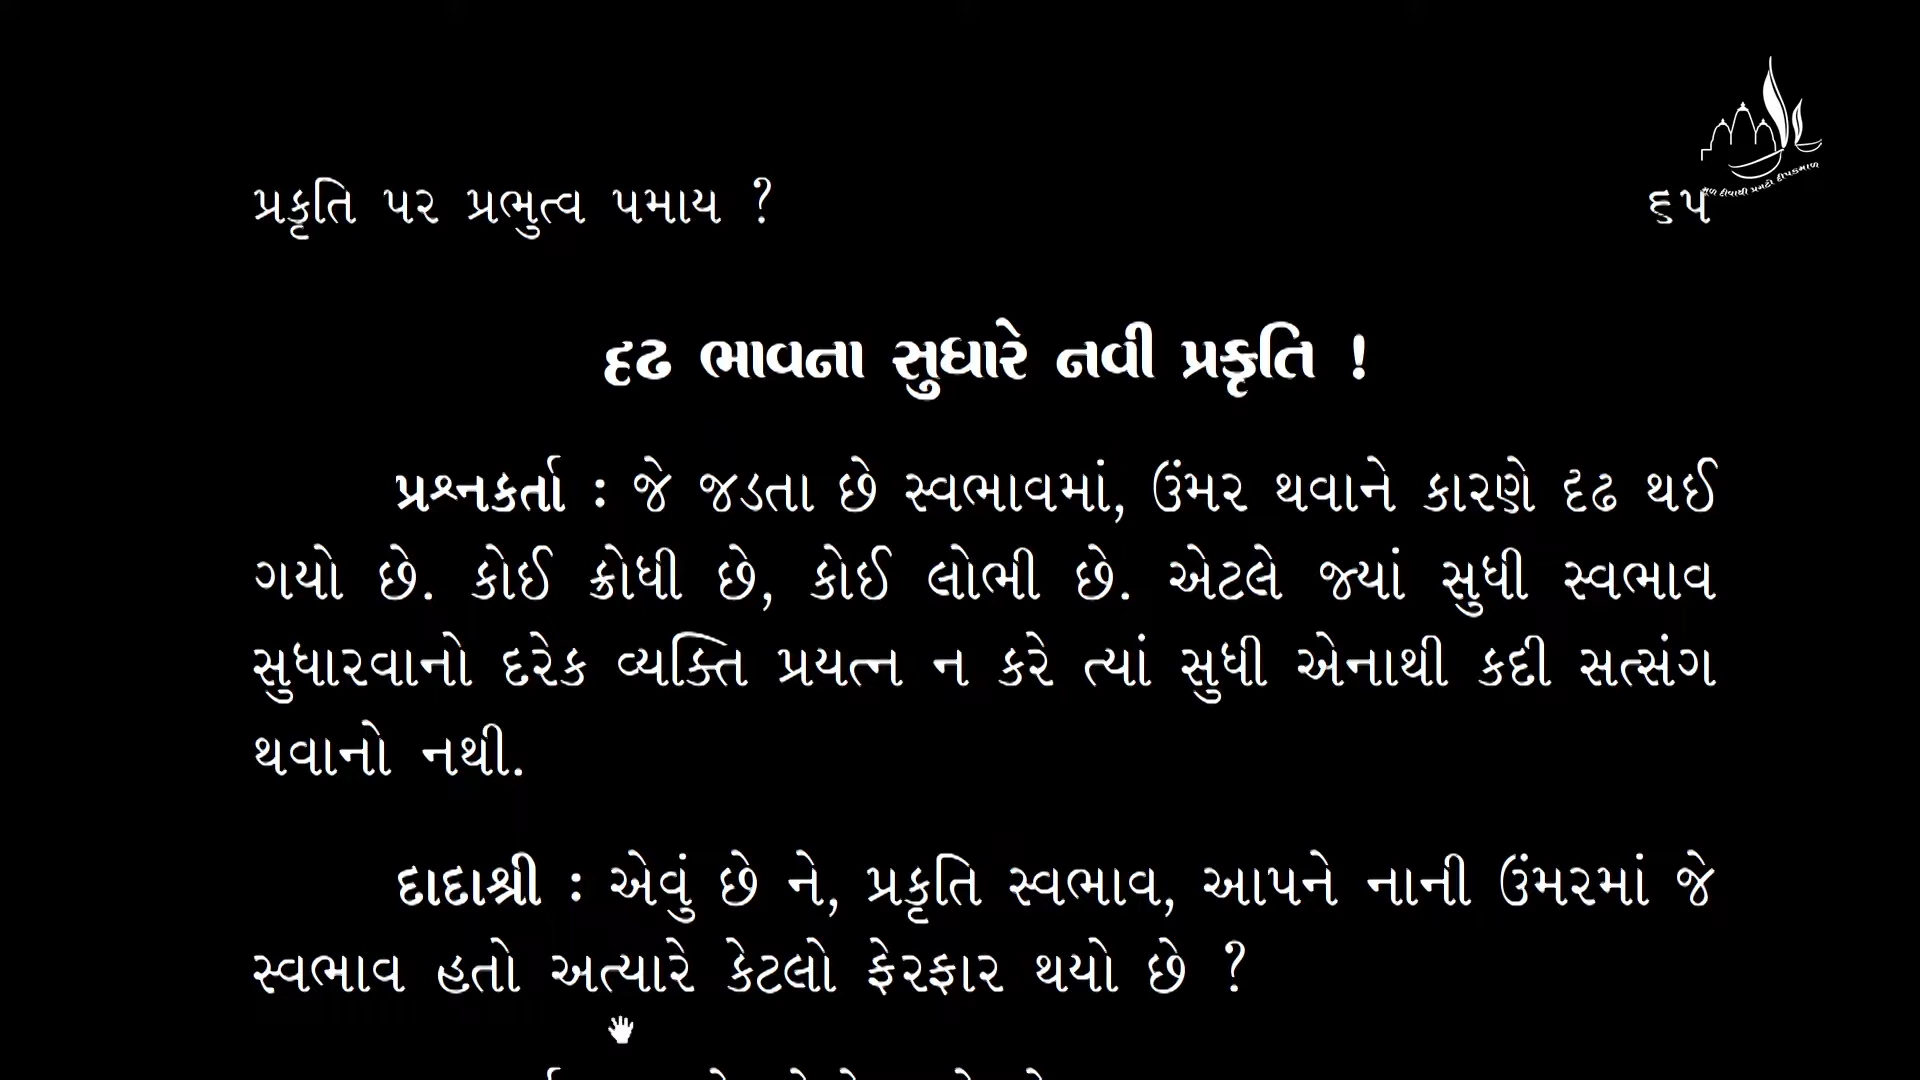 પ્રકૃતિ પર પ્રભુત્વ પમાય ? ૬૫
મૂળ દીવાથી પ્રગટી દીપકમાળ
દૃઢ ભાવના સુધારે નવી પ્રકૃતિ !
પ્રશ્નકર્તા : જે જડતા છે સ્વભાવમાં, ઉંમર થવાને કારણે દૃઢ થઈ
ગયો છે. કોઈ ક્રોધી છે, કોઈ લોભી છે. એટલે જ્યાં સુધી સ્વભાવ
સુધારવાનો દરેક વ્યક્તિ પ્રયત્ન ન કરે ત્યાં સુધી એનાથી કદી સત્સંગ
થવાનો નથી.
દાદાશ્રી : એવું છે ને, પ્રકૃતિ સ્વભાવ, આપને નાની ઉંમરમાં જે
સ્વભાવ હતો અત્યારે કેટલો ફેરફાર થયો છે ?